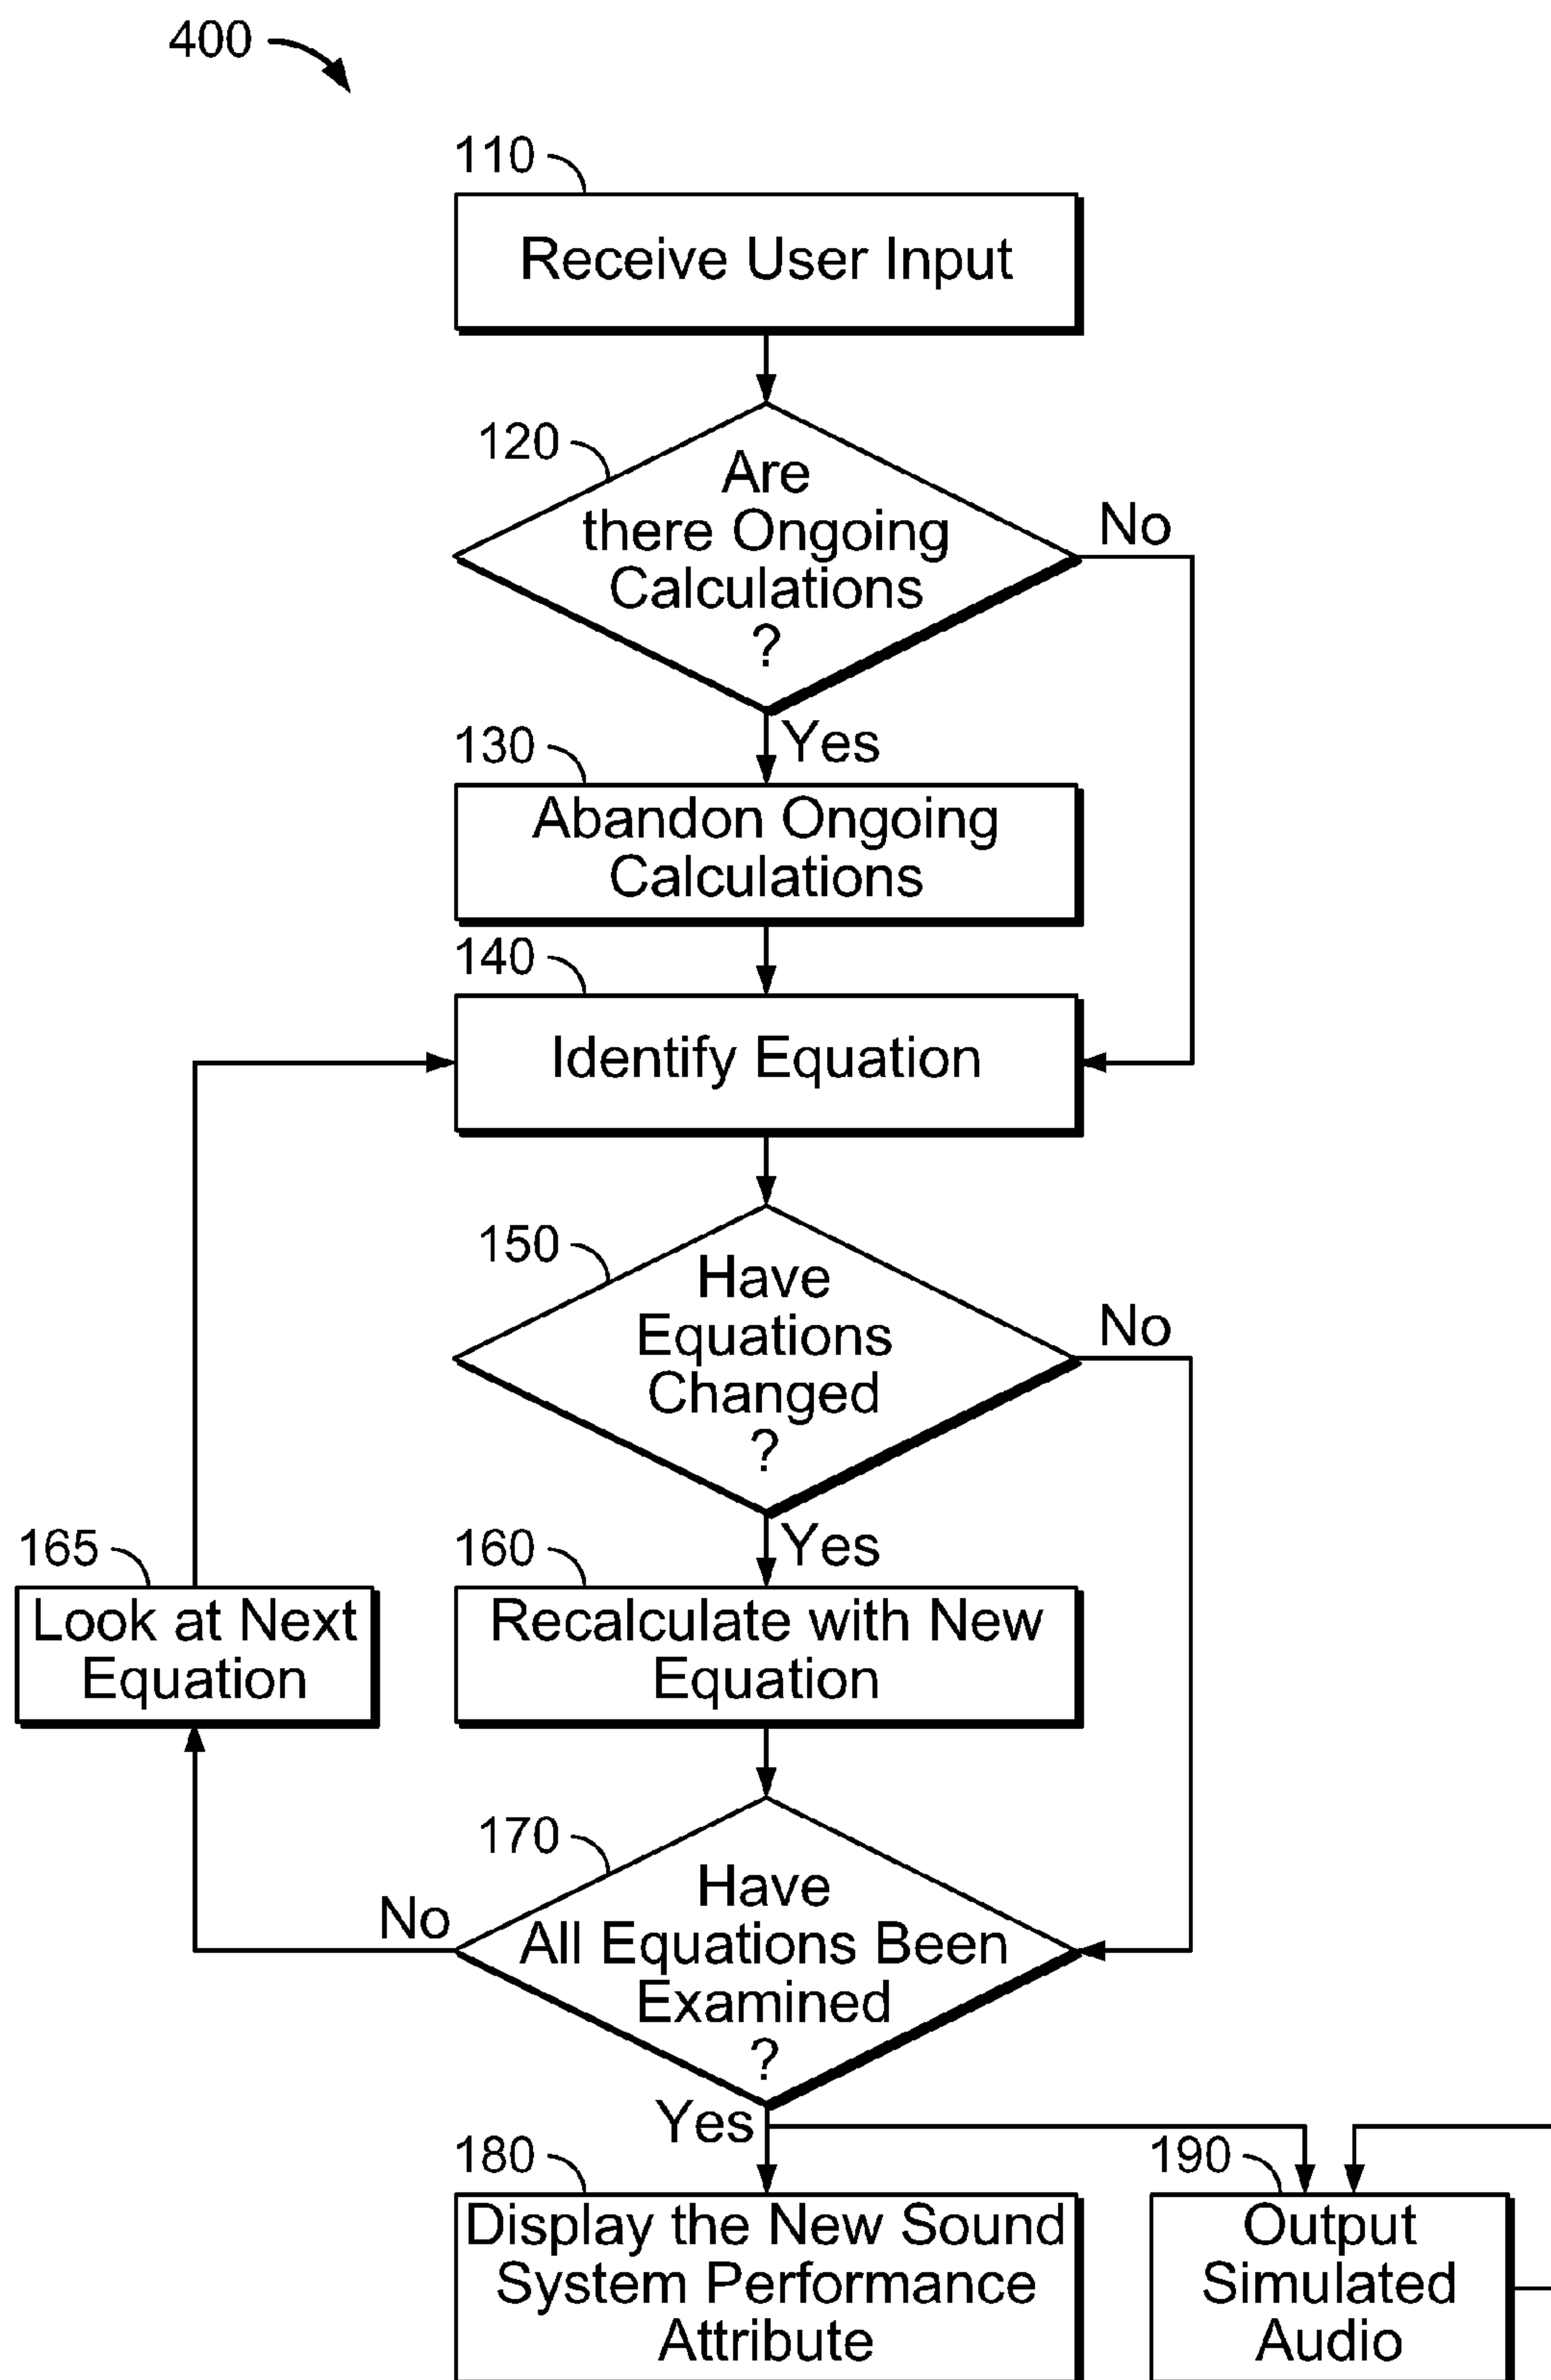 400
110
Receive User Input
120
Are
there Ongoing
Calculations
?
No
Yes
130
Abandon Ongoing
Calculations
140
Identify Equation
150
Have
Equations
Changed
?
No
Yes
165
Look at Next
Equation
160
Recalculate with New
Equation
170
Have
All Equations Been
Examined
?
No
Yes
180
Display the New Sound
System Performance
Attribute
190
Output
Simulated
Audio